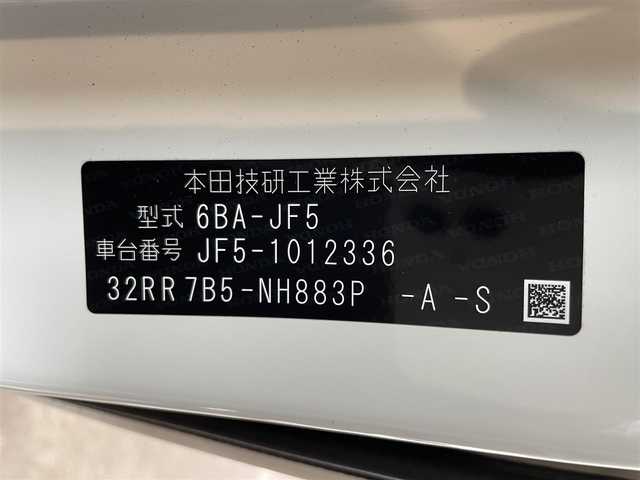 本田技研工業株式会社
型式 6BA-JF5
車台番号 JF5-1012336
32RR 7B5-NH883P -A -S